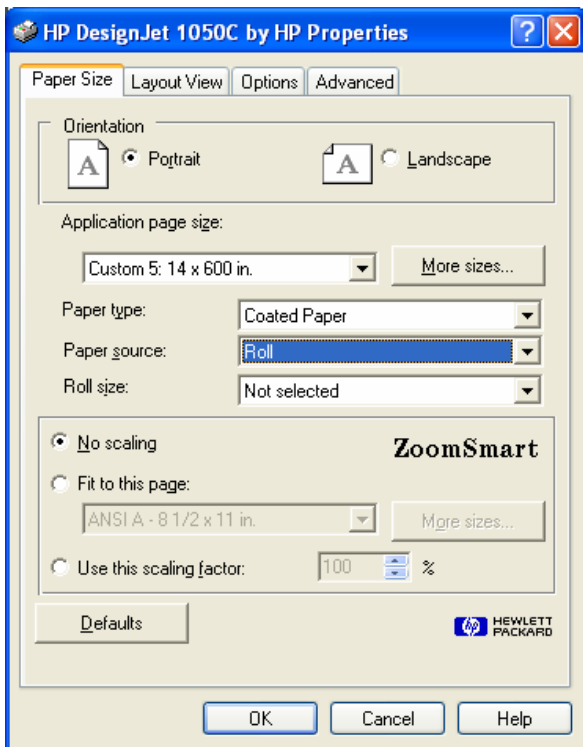 HP DesignJet 1050C by HP Properties
Paper Size Layout View Options Advanced
Orientation
A Portrait A Landscape
Application page size:
Custom 5: 14 x 600 in. More sizes...
Paper type: Coated Paper
Paper source: Roll
Roll size: Not selected
No scaling ZoomSmart
Fit to this page:
ANSI A - 8 1/2 x 11 in. More sizes...
Use this scaling factor: 100 %
Defaults hp HEWLETT
PACKARD
OK Cancel Help